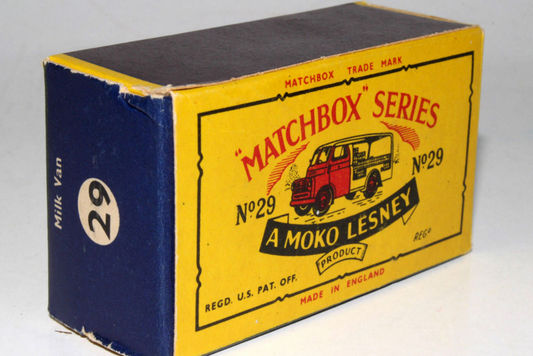 Milk Van
29
MATCHBOX TRADE MARK
"MATCHBOX" SERIES
No29
No29
A MOKO LESNEY
PRODUCT
REGD
REGD. U.S. PAT. OFF.
MADE IN ENGLAND